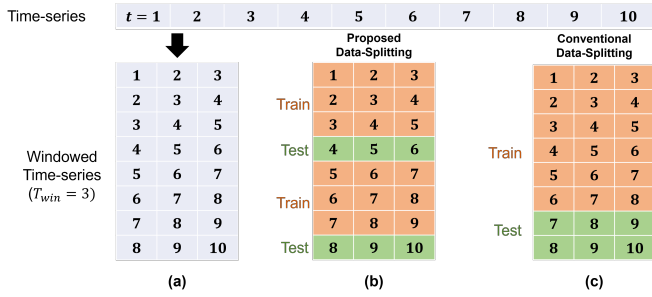 Time-series t = 1 2 3 4 5 6 7 8 9 10
Proposed
Data-Splitting
Conventional
Data-Splitting
Windowed
Time-series
(T_win = 3)
1 2 3
2 3 4
3 4 5
4 5 6
5 6 7
6 7 8
7 8 9
8 9 10
(a)
Train
Test
Train
Test
1 2 3
2 3 4
3 4 5
4 5 6
5 6 7
6 7 8
7 8 9
8 9 10
(b)
Train
Test
1 2 3
2 3 4
3 4 5
4 5 6
5 6 7
6 7 8
7 8 9
8 9 10
(c)